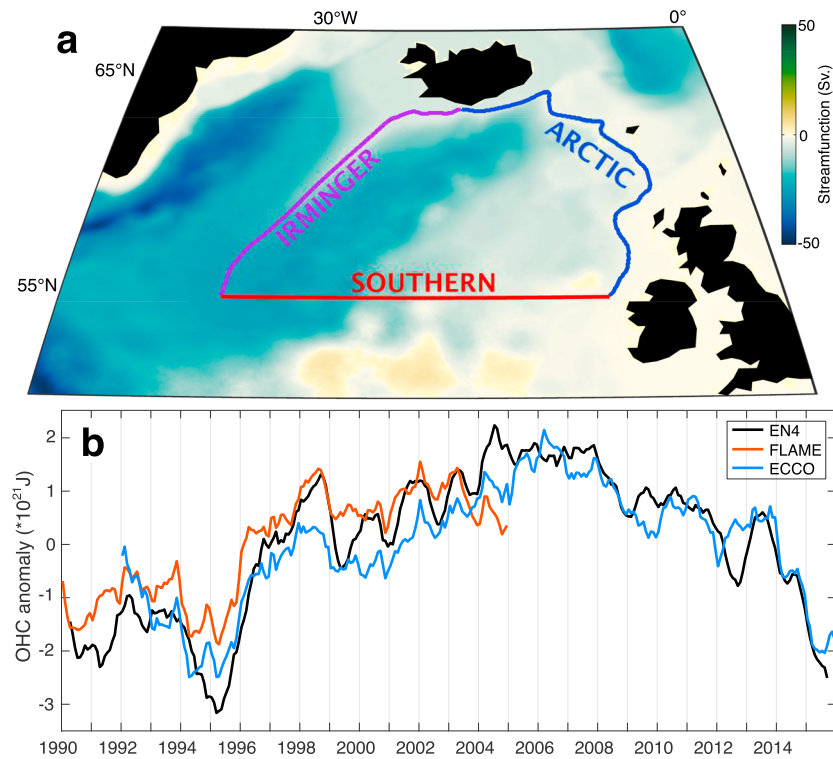 a
30°W
0°
65°N
55°N
IRMINGER
ARCTIC
SOUTHERN
50
0
-50
Streamfunction (Sv.)
b
OHC anomaly (*10²¹J)
2
1
0
-1
-2
-3
EN4
FLAME
ECCO
1990 1992 1994 1996 1998 2000 2002 2004 2006 2008 2010 2012 2014